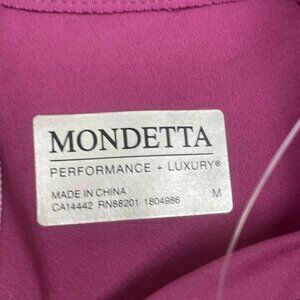 MONDETTA
PERFORMANCE + LUXURY®
MADE IN CHINA
CA14442 RN86201 1804986 M